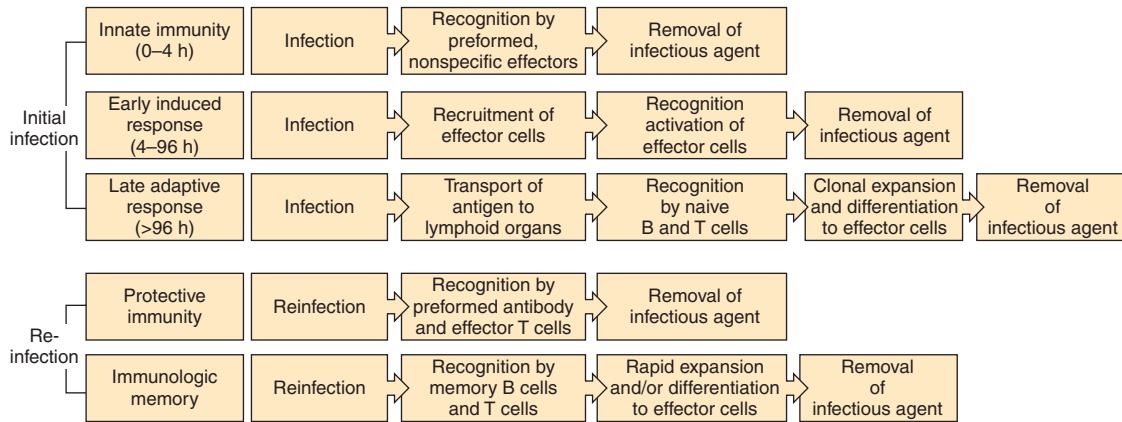 Initial
infection
Innate immunity
(0–4 h)
Infection
Recognition by
preformed,
nonspecific effectors
Removal of
infectious agent
Early induced
response
(4–96 h)
Infection
Recruitment of
effector cells
Recognition
activation of
effector cells
Removal of
infectious agent
Late adaptive
response
(>96 h)
Infection
Transport of
antigen to
lymphoid organs
Recognition
by naive
B and T cells
Clonal expansion
and differentiation
to effector cells
Removal
of
infectious agent
Re-
infection
Protective
immunity
Reinfection
Recognition by
preformed antibody
and effector T cells
Removal of
infectious agent
Immunologic
memory
Reinfection
Recognition by
memory B cells
and T cells
Rapid expansion
and/or differentiation
to effector cells
Removal
of
infectious agent